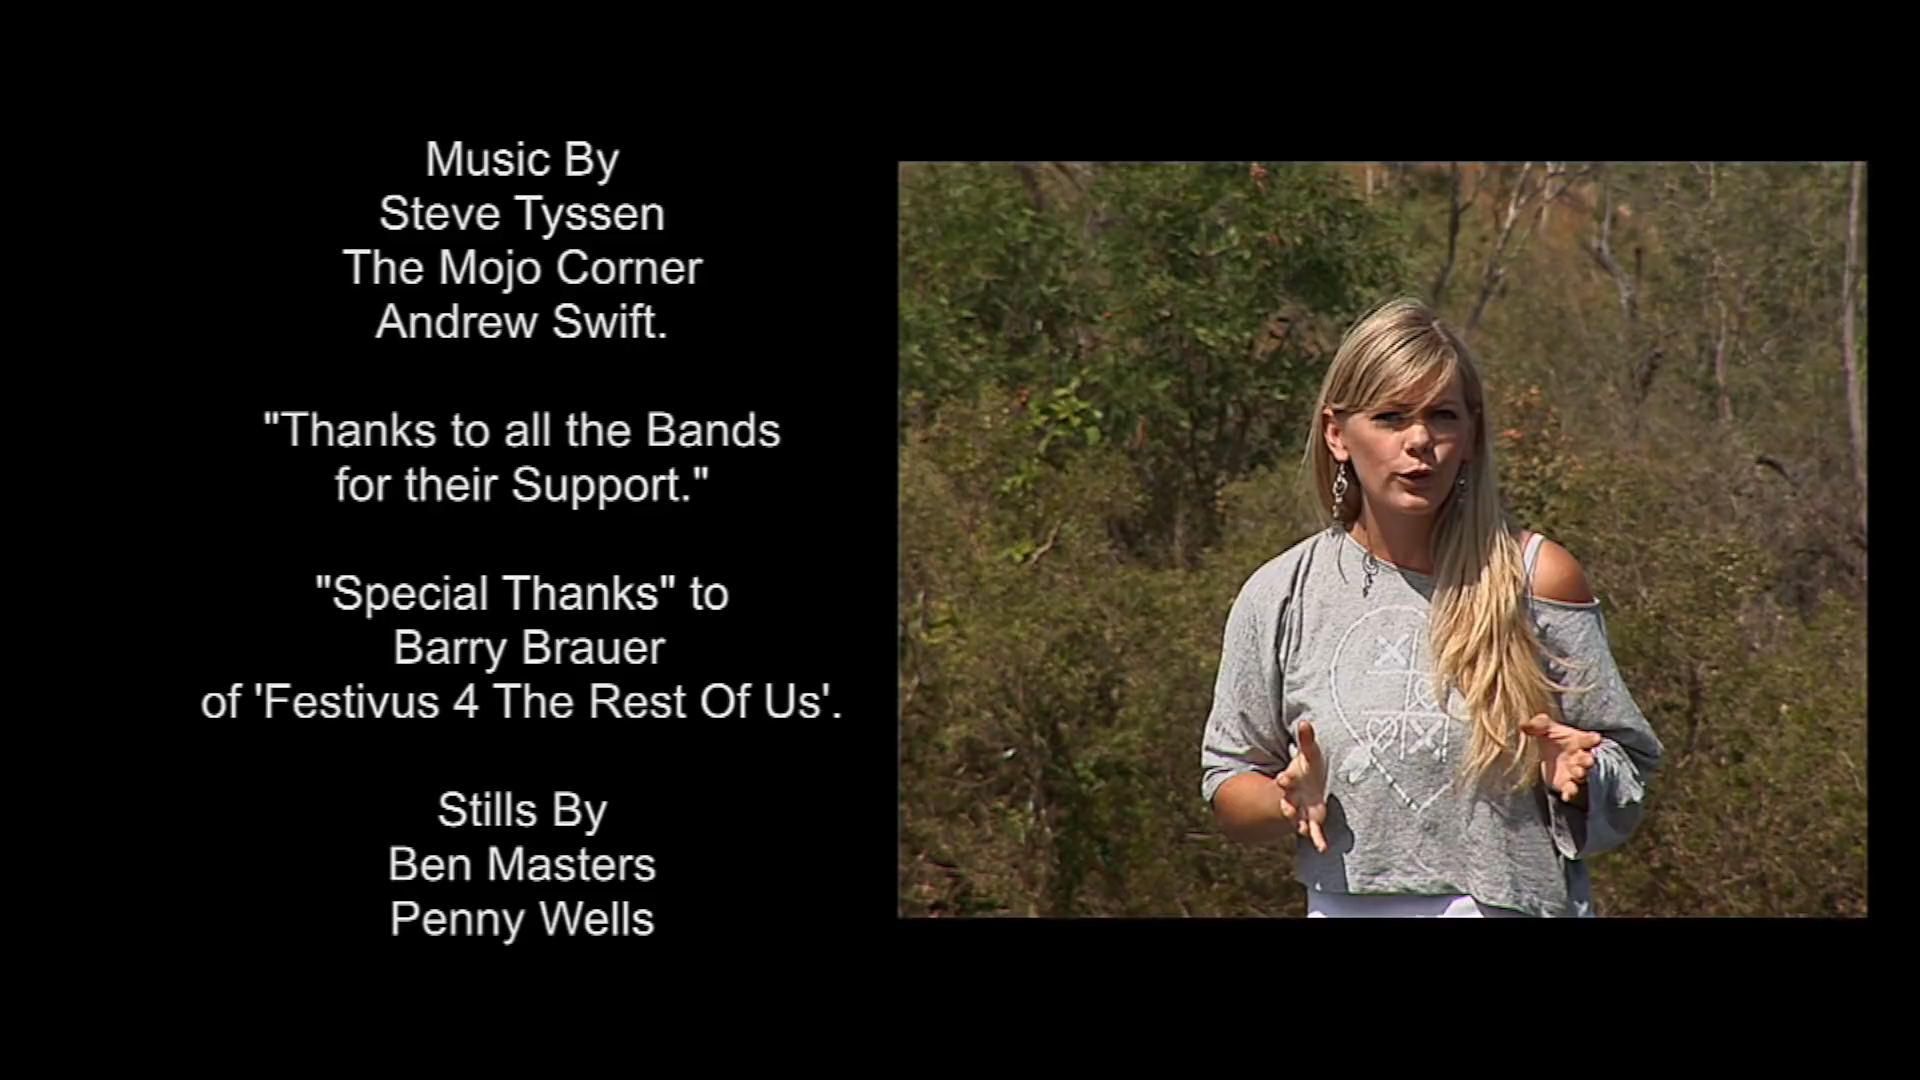 Music By
Steve Tyssen
The Mojo Corner
Andrew Swift.
"Thanks to all the Bands
for their Support."
"Special Thanks" to
Barry Brauer
of 'Festivus 4 The Rest Of Us'.
Stills By
Ben Masters
Penny Wells